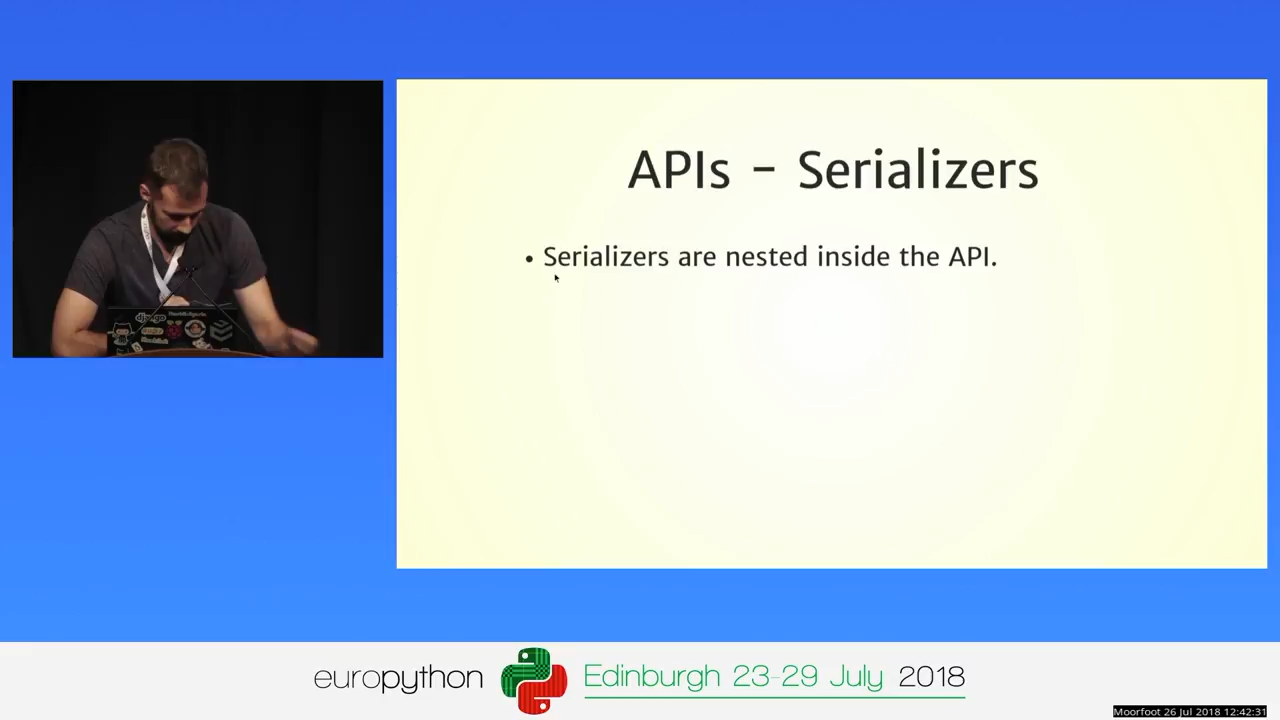 APIs - Serializers
• Serializers are nested inside the API.
django
europython
Edinburgh 23-29 July 2018
Moorfoot 26 Jul 2018 12:42:31